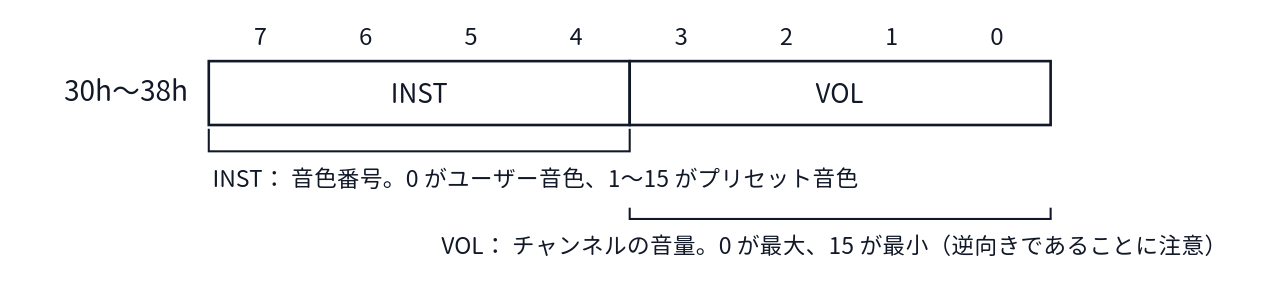 7 6 5 4 3 2 1 0
30h〜38h INST VOL
INST： 音色番号。0 がユーザー音色、1〜15 がプリセット音色
VOL： チャンネルの音量。0 が最大、15 が最小（逆向きであることに注意）